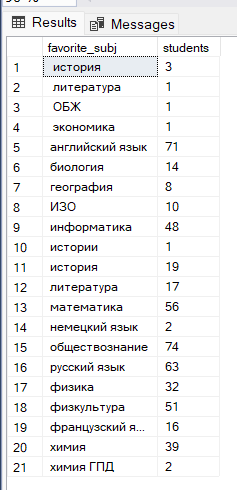 Results Messages
favorite_subj students
1 история 3
2 литература 1
3 ОБЖ 1
4 экономика 1
5 английский язык 71
6 биология 14
7 география 8
8 ИЗО 10
9 информатика 48
10 истории 1
11 история 19
12 литература 17
13 математика 56
14 немецкий язык 2
15 обществознание 74
16 русский язык 63
17 физика 32
18 физкультура 51
19 французский я... 16
20 химия 39
21 химия ГПД 2